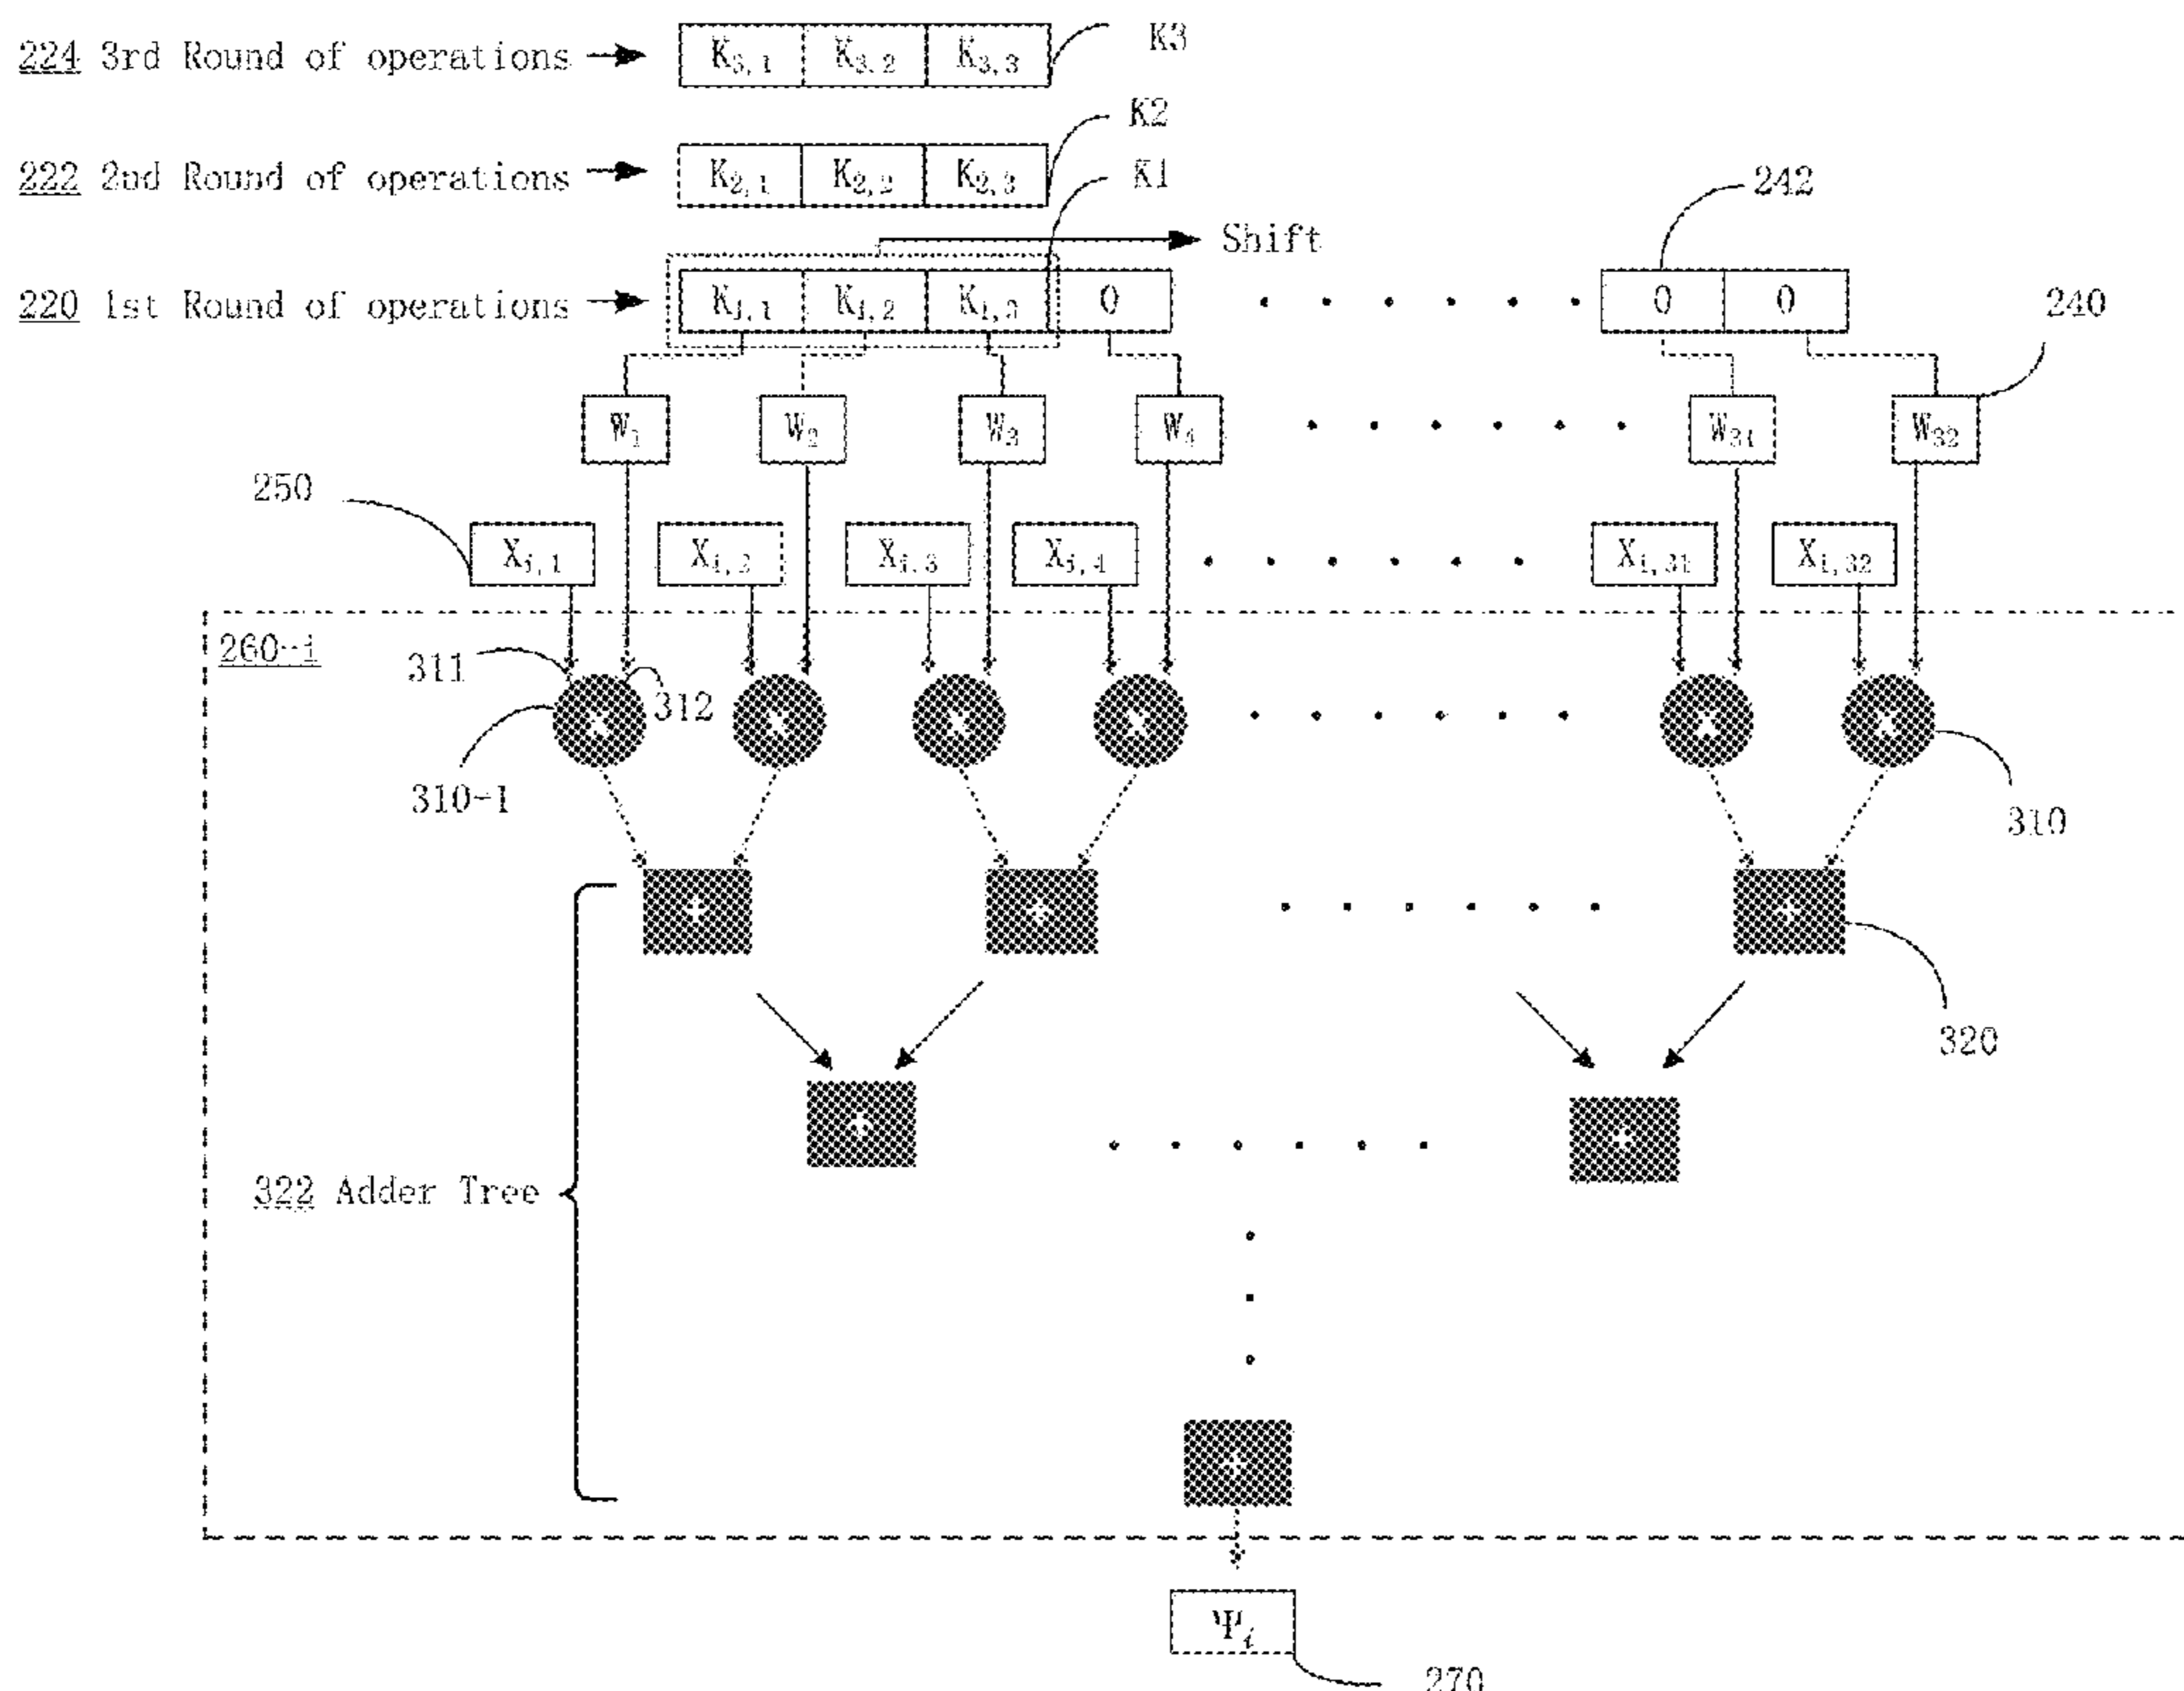 224 3rd Round of operations K₃,₁ K₃,₂ K₃,₃ K3
222 2nd Round of operations K₂,₁ K₂,₂ K₂,₃ K2
K1
Shift
242
220 1st Round of operations K₁,₁ K₁,₂ K₁,₃ 0 0 0 240
W₁ W₂ W₃ W₄ W₃₁ W₃₂
250
Xᵢ,₁ Xᵢ,₂ Xᵢ,₃ Xᵢ,₄ Xᵢ,₃₁ Xᵢ,₃₂
260-i
311 312
× × × × × ×
310-1 310
+ + +
320
+ +
322 Adder Tree
+
Ψᵢ
270